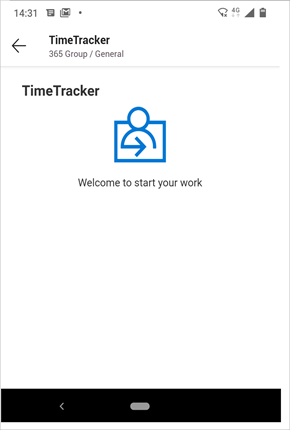 14:31
4G
TimeTracker
365 Group / General
TimeTracker
Welcome to start your work